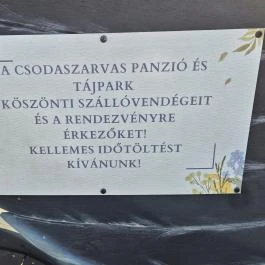 A CSODASZARVAS PANZIÓ ÉS
TÁJPARK
KÖSZÖNTI SZÁLLÓVENDÉGEIT
ÉS A RENDEZVÉNYRE
ÉRKEZŐKET!
KELLEMES IDŐTÖLTÉST
KÍVÁNUNK!